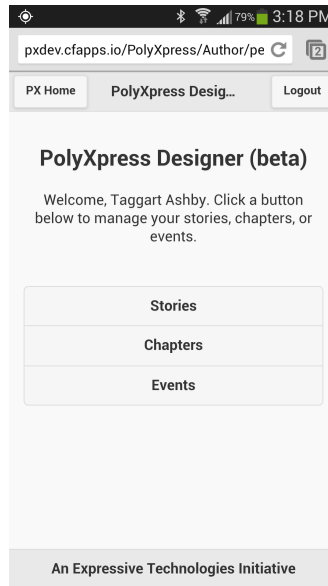 79% 3:18 PM
pxdev.cfapps.io/PolyXpress/Author/pe 2
PX Home PolyXpress Desig... Logout
PolyXpress Designer (beta)
Welcome, Taggart Ashby. Click a button
below to manage your stories, chapters, or
events.
Stories
Chapters
Events
An Expressive Technologies Initiative